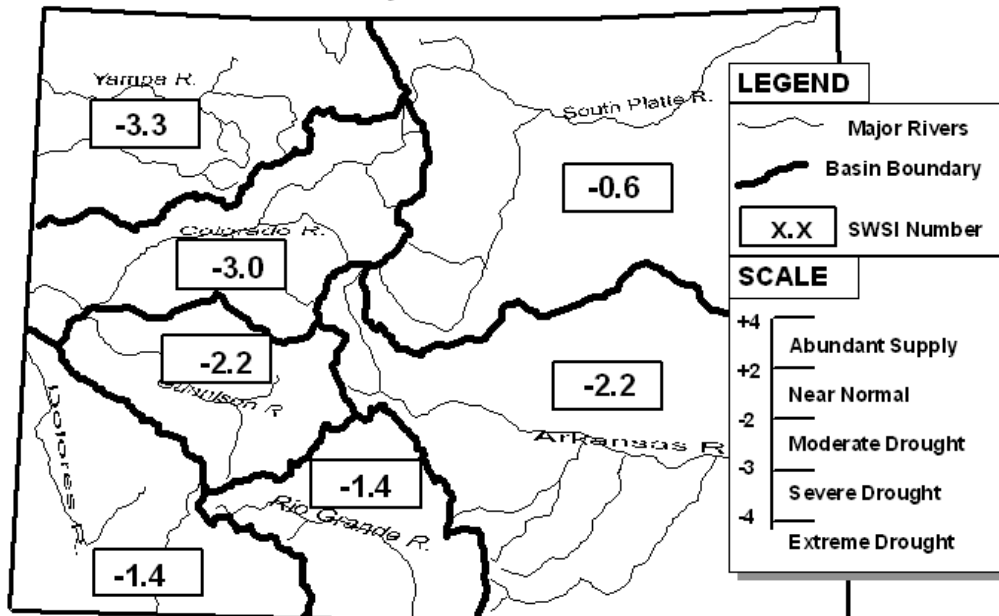 Yampa R.
-3.3
South Platte R.
-0.6
Colorado R.
-3.0
-2.2
Gunnison R
-2.2
Arkansas R
Dolores R.
-1.4
Rio Grande R.
-1.4
LEGEND
Major Rivers
Basin Boundary
X.X SWSI Number
SCALE
+4
Abundant Supply
+2
Near Normal
-2
Moderate Drought
-3
Severe Drought
-4
Extreme Drought